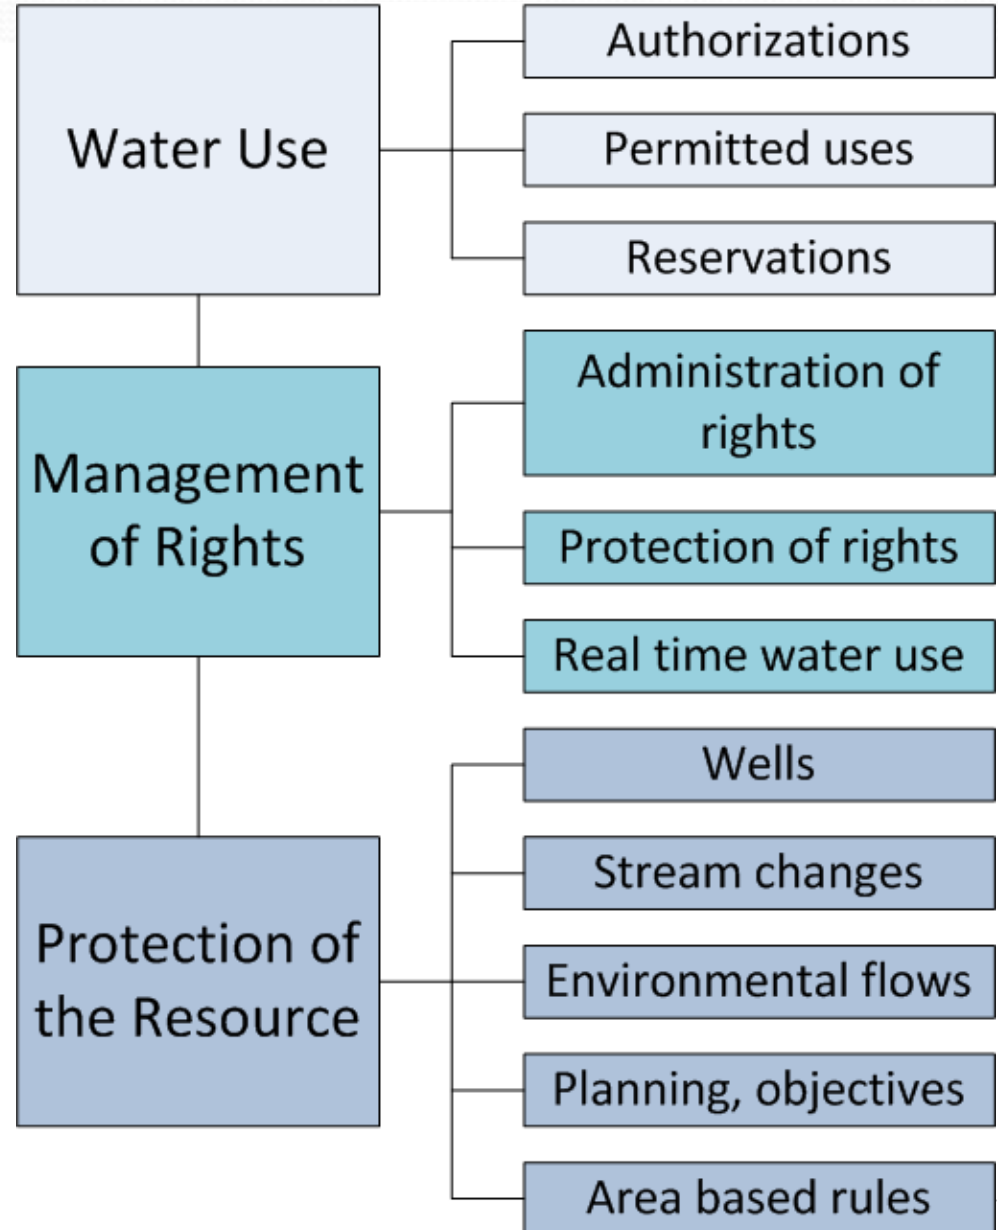 Water Use
Authorizations
Permitted uses
Reservations
Management
of Rights
Administration of
rights
Protection of rights
Real time water use
Protection of
the Resource
Wells
Stream changes
Environmental flows
Planning, objectives
Area based rules